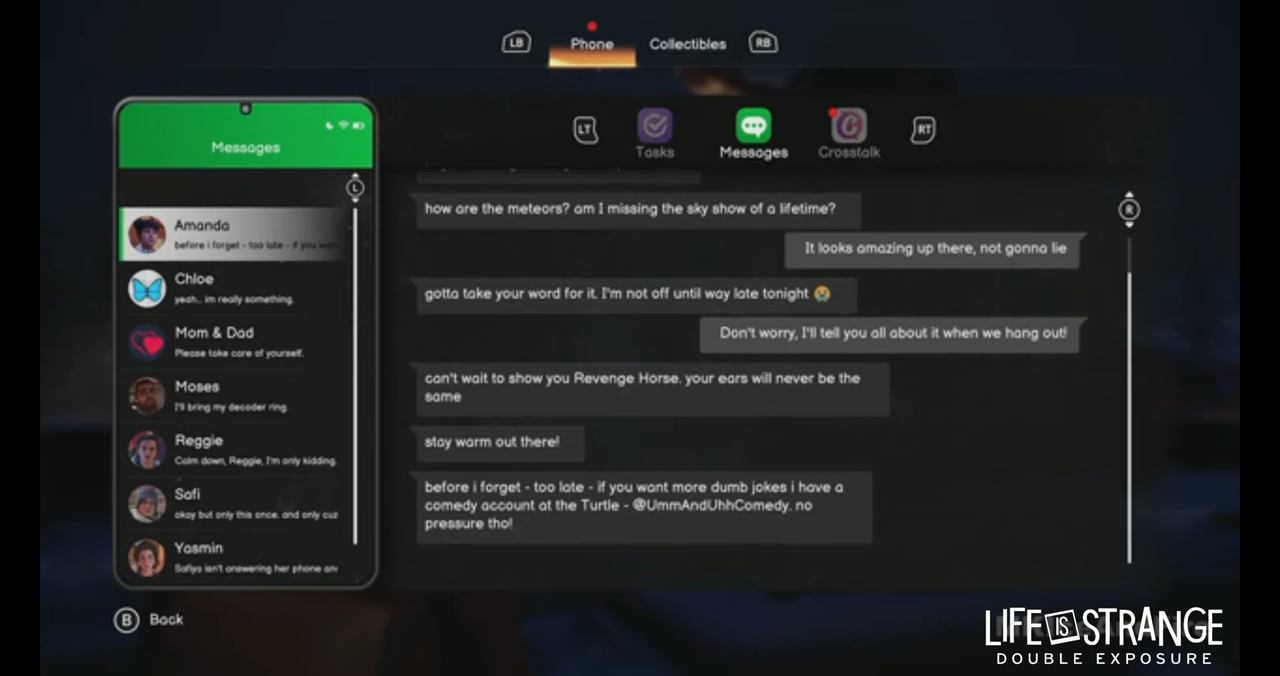 LB
Phone
Collectibles
RB
LT
Tasks
Messages
Crosstalk
RT
Messages
L
Amanda
before i forget - too late - if you wan
Chloe
yeah.. im really something.
Mom & Dad
Please take care of yourself.
Moses
I'll bring my decoder ring.
Reggie
Calm down, Reggie, I'm only kidding.
Safi
okay but only this once. and only cuz
Yasmin
Safiya isn't answering her phone an
how are the meteors? am I missing the sky show of a lifetime?
It looks amazing up there, not gonna lie
gotta take your word for it. I'm not off until way late tonight 😭
Don't worry, I'll tell you all about it when we hang out!
can't wait to show you Revenge Horse. your ears will never be the
same
stay warm out there!
before i forget - too late - if you want more dumb jokes i have a
comedy account at the Turtle - @UmmAndUhhComedy. no
pressure tho!
R
B Back
LIFE IS STRANGE
DOUBLE EXPOSURE